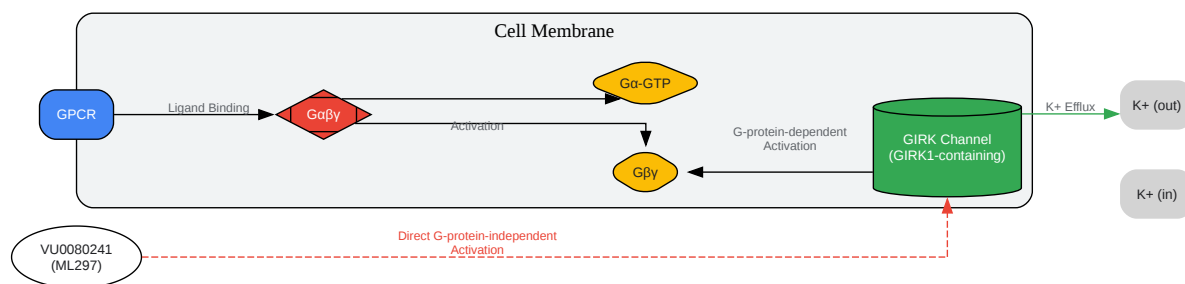 Cell Membrane
GPCR
Ligand Binding
Gαβγ
Gα-GTP
Activation
Gβγ
G-protein-dependent
Activation
GIRK Channel
(GIRK1-containing)
K+ Efflux
K+ (out)
K+ (in)
VU0080241
(ML297)
Direct G-protein-independent
Activation